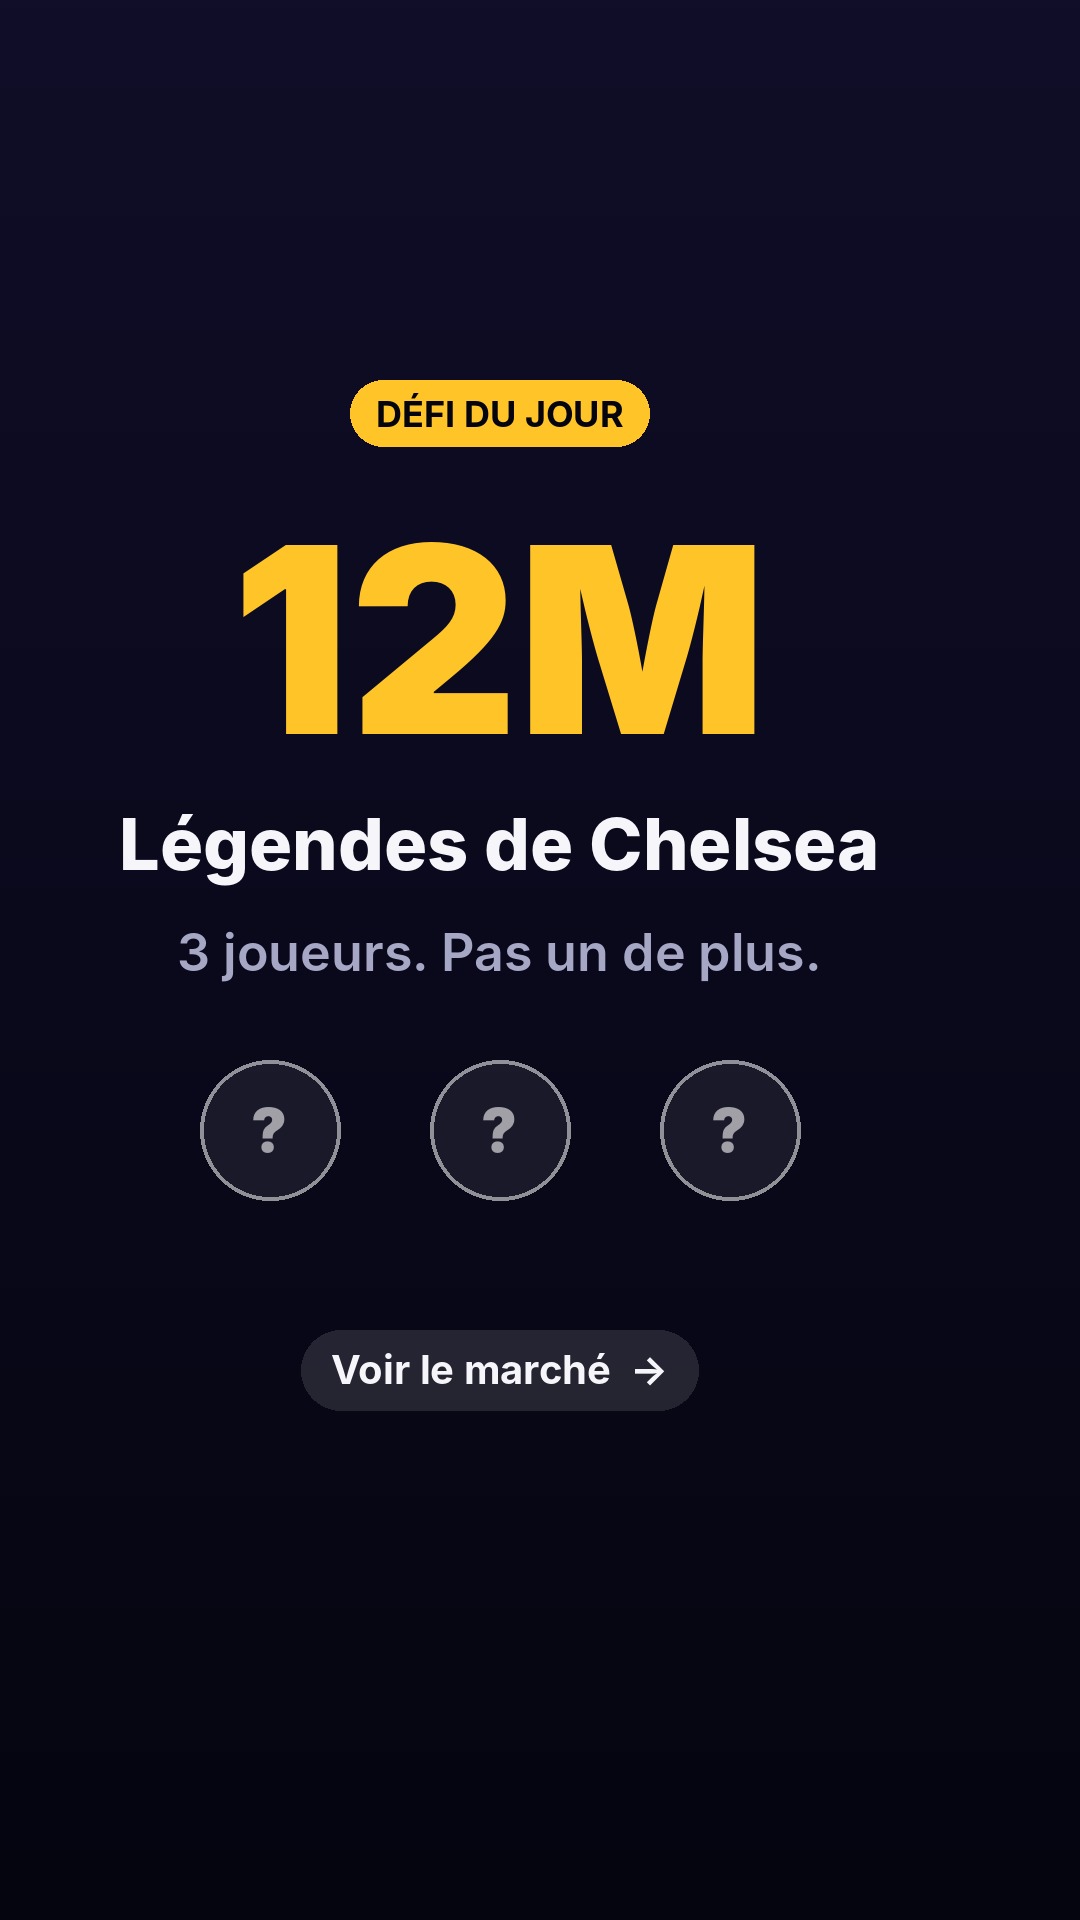 DÉFI DU JOUR
12M
Légendes de Chelsea
3 joueurs. Pas un de plus.
? ? ?
Voir le marché →